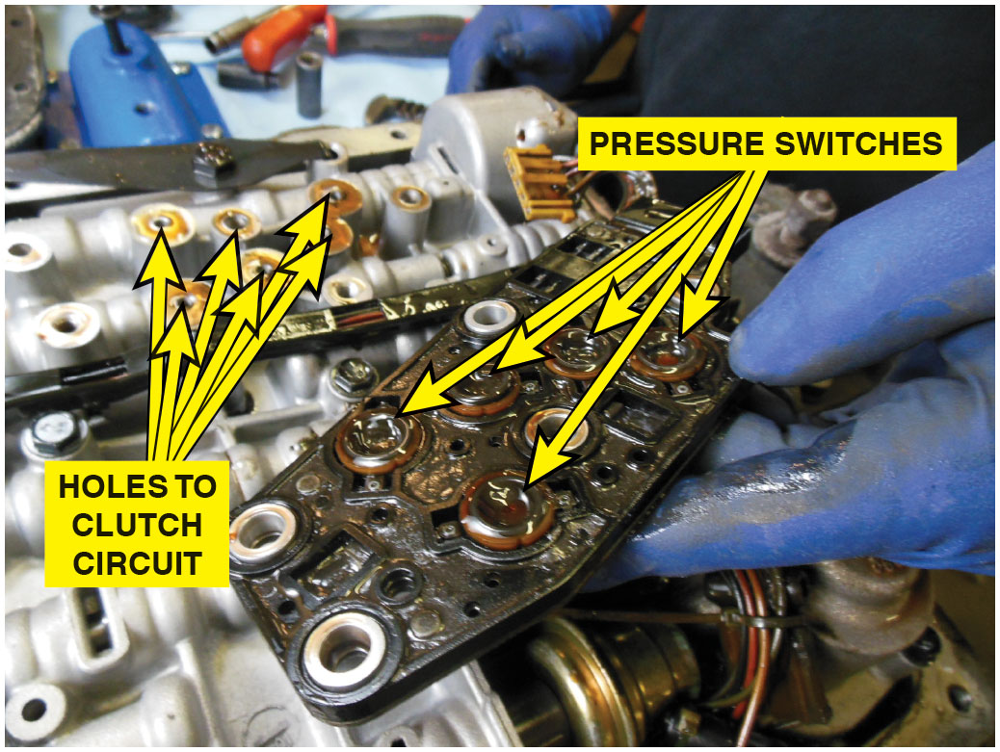 PRESSURE SWITCHES
HOLES TO
CLUTCH
CIRCUIT